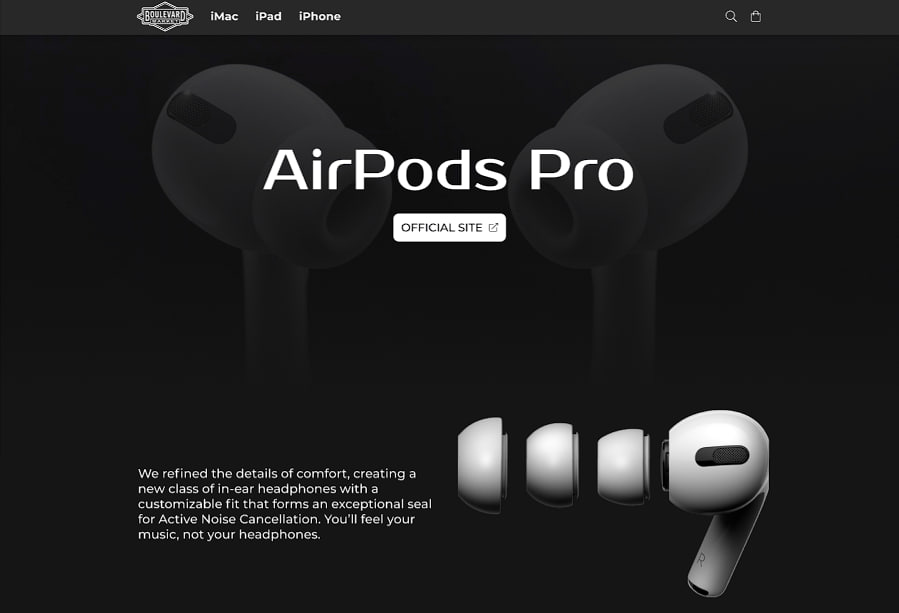 BOULEVARD
MARKET
iMac iPad iPhone
AirPods Pro
OFFICIAL SITE
We refined the details of comfort, creating a
new class of in-ear headphones with a
customizable fit that forms an exceptional seal
for Active Noise Cancellation. You’ll feel your
music, not your headphones.
R